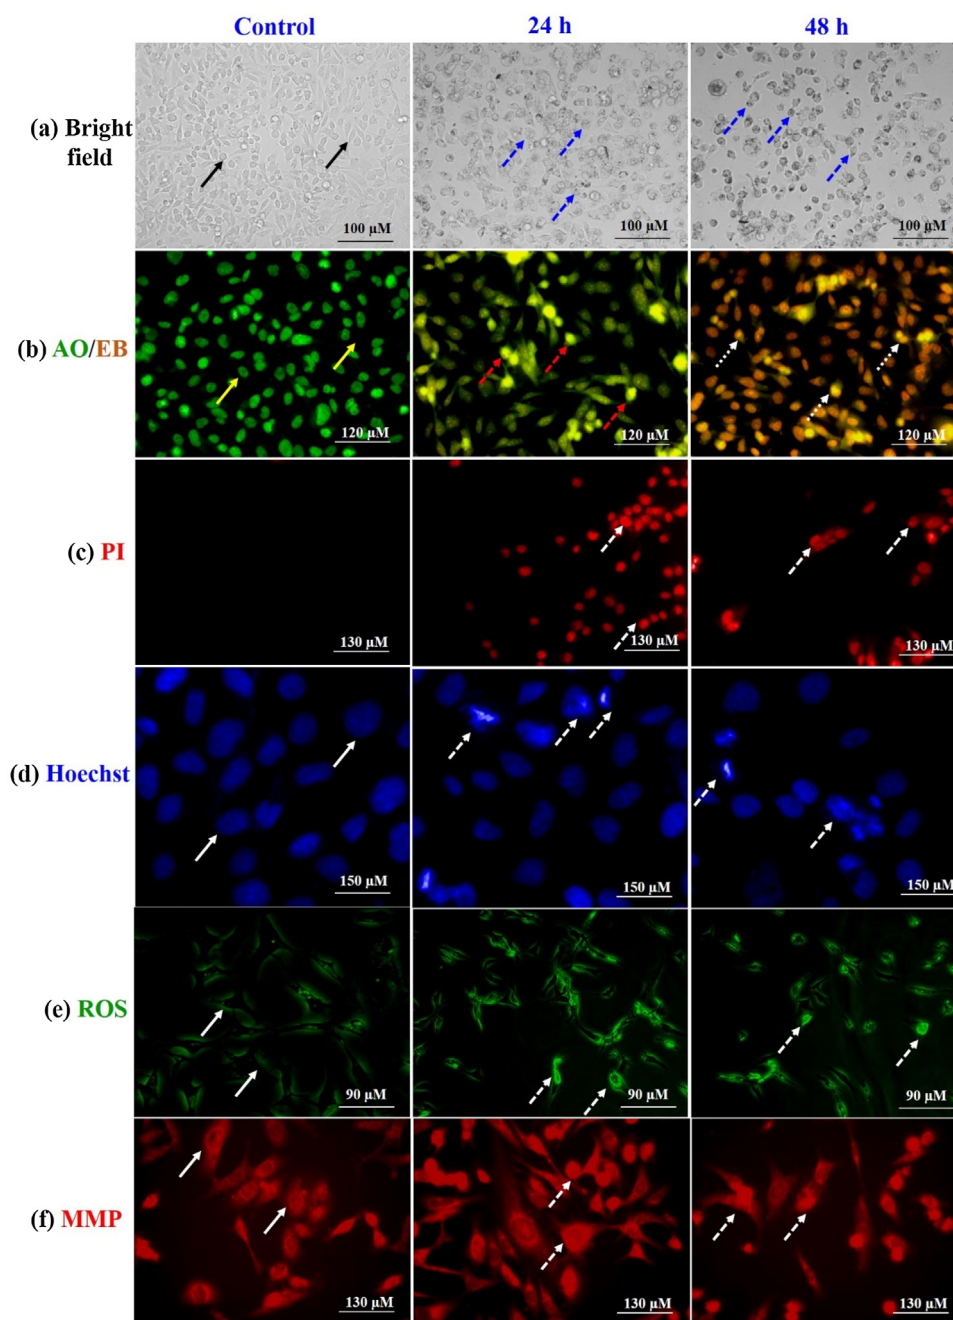 Control 24 h 48 h
(a) Bright
field
100 µM 100 µM 100 µM
(b) AO/EB
120 µM 120 µM 120 µM
(c) PI
130 µM 130 µM 130 µM
(d) Hoechst
150 µM 150 µM 150 µM
(e) ROS
90 µM 90 µM 90 µM
(f) MMP
130 µM 130 µM 130 µM